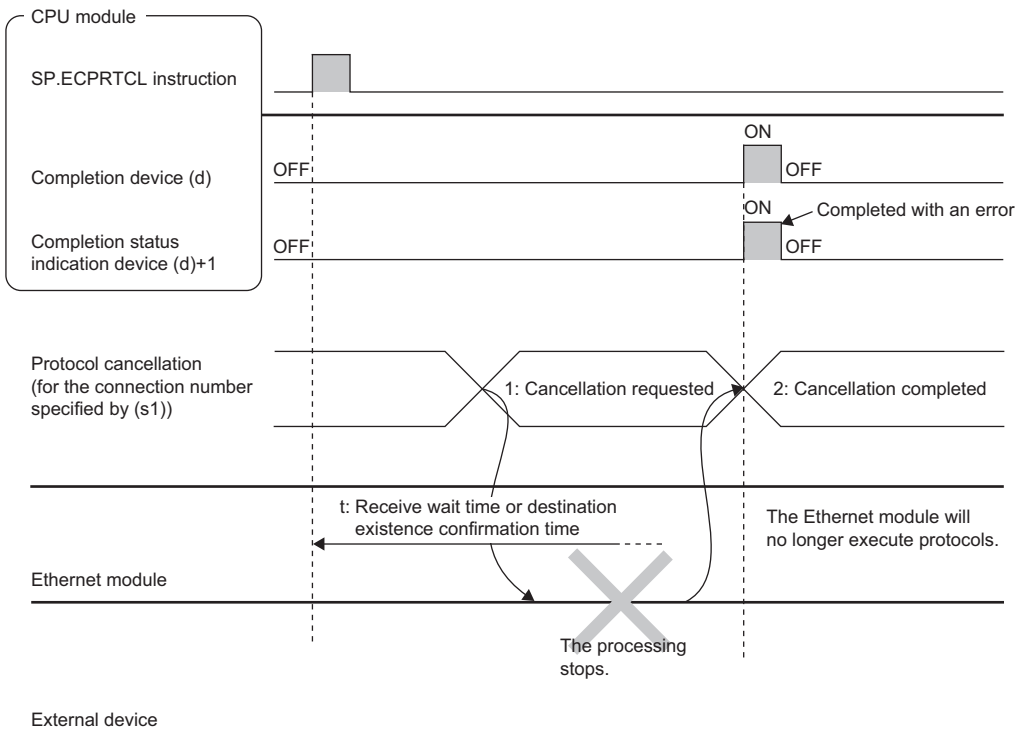 CPU module
SP.ECPRTCL instruction
ON
Completion device (d)
OFF
OFF
ON
Completed with an error
Completion status
indication device (d)+1
OFF
OFF
Protocol cancellation
(for the connection number
specified by (s1))
1: Cancellation requested
2: Cancellation completed
t: Receive wait time or destination
existence confirmation time
The Ethernet module will
no longer execute protocols.
Ethernet module
The processing
stops.
External device